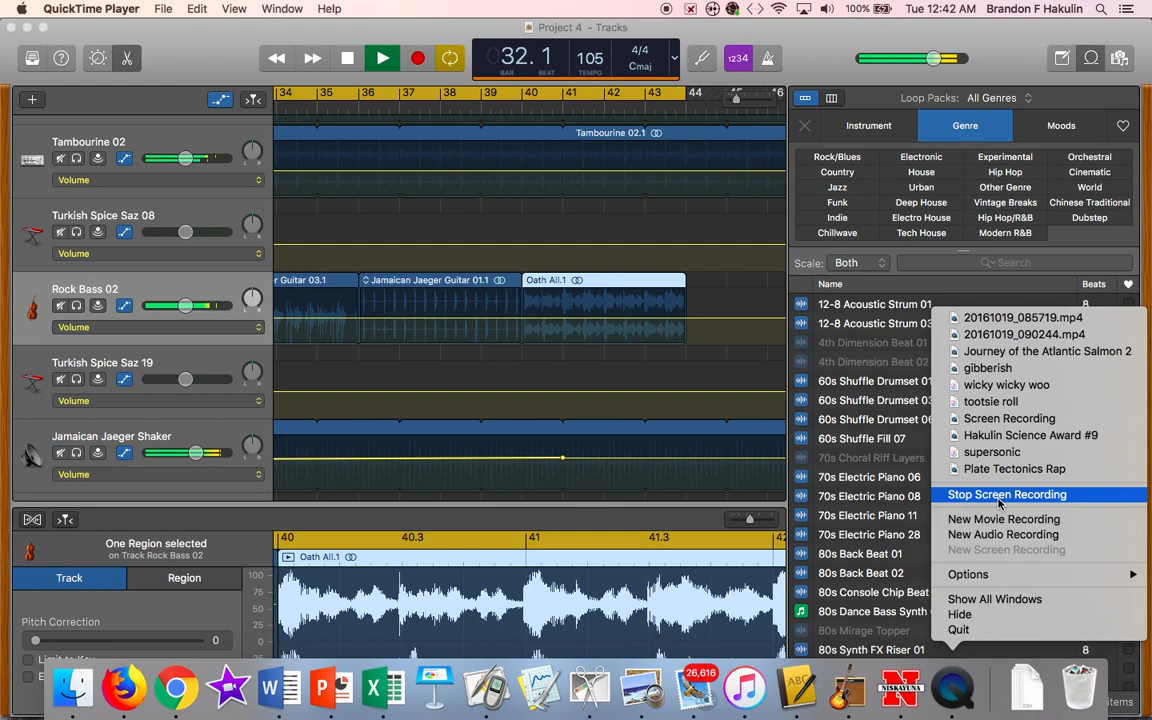 QuickTime Player File Edit View Window Help 100% Tue 12:42 AM Brandon F Hakulin
Project 4 - Tracks
1234
32. 1 105 4/4
Cmaj
BAR BEAT TEMPO
34 35 36 37 38 39 40 41 42 43 44 46
Tambourine 02
Volume
Turkish Spice Saz 08
Volume
Rock Bass 02
Volume
Turkish Spice Saz 19
Volume
Jamaican Jaeger Shaker
Volume
Tambourine 02.1
r Guitar 03.1 Jamaican Jaeger Guitar 01.1 Oath All.1
One Region selected
on Track Rock Bass 02
Track Region
Pitch Correction
0
40 40.3 41 41.3 42
Oath All.1
100
75
50
25
0
Loop Packs: All Genres
Instrument Genre Moods
Rock/Blues Electronic Experimental Orchestral
Country House Hip Hop Cinematic
Jazz Urban Other Genre World
Funk Deep House Vintage Breaks Chinese Traditional
Indie Electro House Hip Hop/R&B Dubstep
Chillwave Tech House Modern R&B
Scale: Both Search
Name Beats
12-8 Acoustic Strum 01 8
12-8 Acoustic Strum 03
4th Dimension Beat 01
4th Dimension Beat 02
60s Shuffle Drumset 01
60s Shuffle Drumset 03
60s Shuffle Drumset 06
60s Shuffle Fill 07
70s Choral Riff Layers
70s Electric Piano 06
70s Electric Piano 08
70s Electric Piano 11
70s Electric Piano 28
80s Back Beat 01
80s Back Beat 02
80s Console Chip Beat
80s Dance Bass Synth
80s Mirage Topper
80s Synth FX Riser 01 8
20161019_085719.mp4
20161019_090244.mp4
Journey of the Atlantic Salmon 2
gibberish
wicky wicky woo
tootsie roll
Screen Recording
Hakulin Science Award #9
supersonic
Plate Tectonics Rap
Stop Screen Recording
New Movie Recording
New Audio Recording
New Screen Recording
Options
Show All Windows
Hide
Quit
26,616
NISKAYUNA
CSV
items